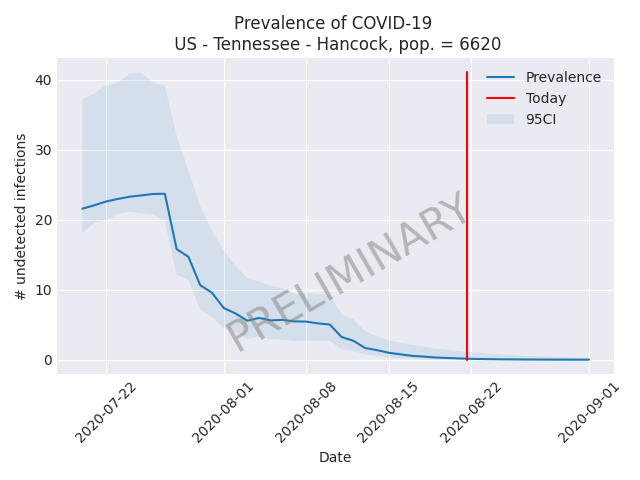 Prevalence of COVID-19
US - Tennessee - Hancock, pop. = 6620
# undetected infections
40
30
20
10
0
Prevalence
Today
95CI
PRELIMINARY
2020-07-22
2020-08-01
2020-08-08
2020-08-15
2020-08-22
2020-09-01
Date